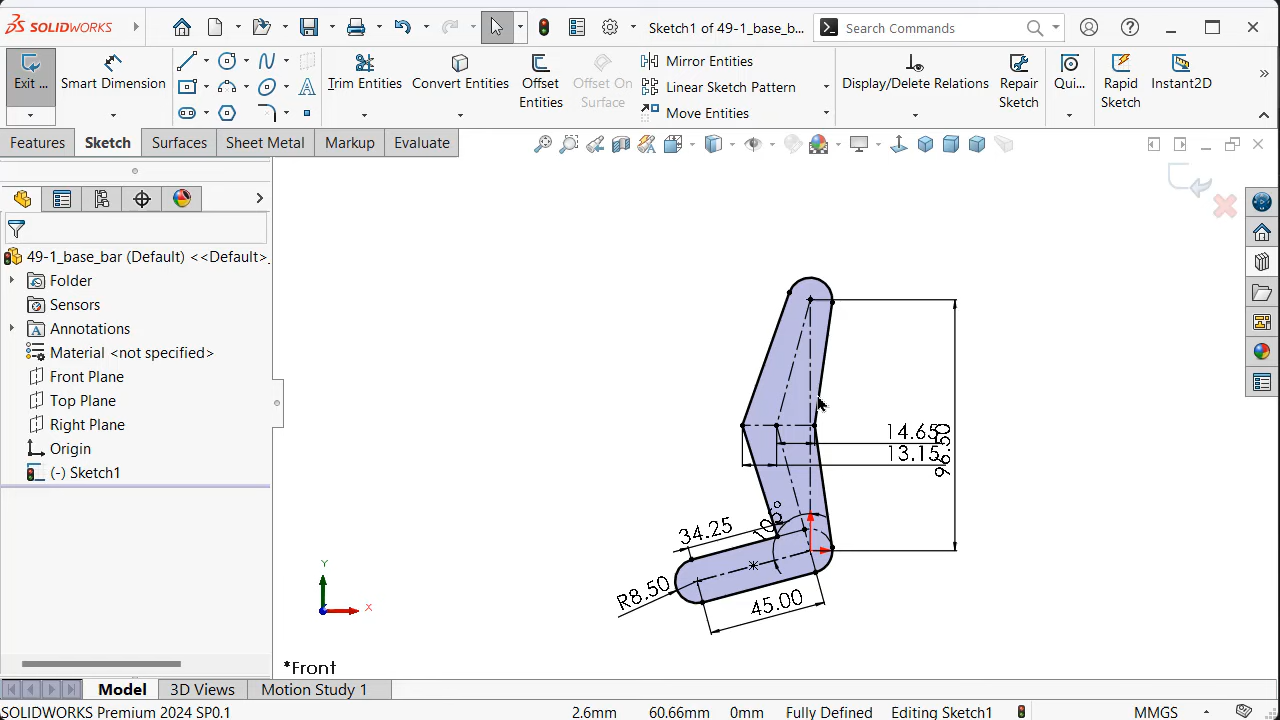 SOLIDWORKS
Sketch1 of 49-1_base_b...
Search Commands
Exit ...
Smart Dimension
Trim Entities
Convert Entities
Offset Entities
Offset On Surface
Mirror Entities
Linear Sketch Pattern
Move Entities
Display/Delete Relations
Repair Sketch
Qui...
Rapid Sketch
Instant2D
Features
Sketch
Surfaces
Sheet Metal
Markup
Evaluate
49-1_base_bar (Default) <<Default>_
Folder
Sensors
Annotations
Material <not specified>
Front Plane
Top Plane
Right Plane
Origin
(-) Sketch1
14.65
13.15
96.50
105°
34.25
R8.50
45.00
Y
X
*Front
Model
3D Views
Motion Study 1
SOLIDWORKS Premium 2024 SP0.1
2.6mm
60.66mm
0mm
Fully Defined
Editing Sketch1
MMGS